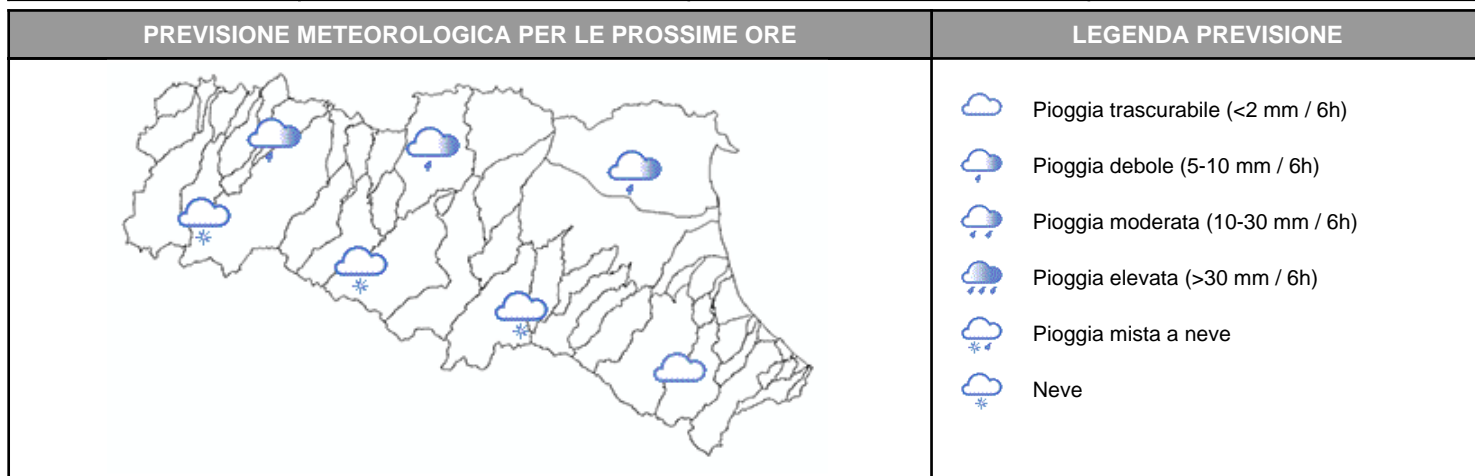 PREVISIONE METEOROLOGICA PER LE PROSSIME ORE
LEGENDA PREVISIONE
Pioggia trascurabile (<2 mm / 6h)
Pioggia debole (5-10 mm / 6h)
Pioggia moderata (10-30 mm / 6h)
Pioggia elevata (>30 mm / 6h)
Pioggia mista a neve
Neve